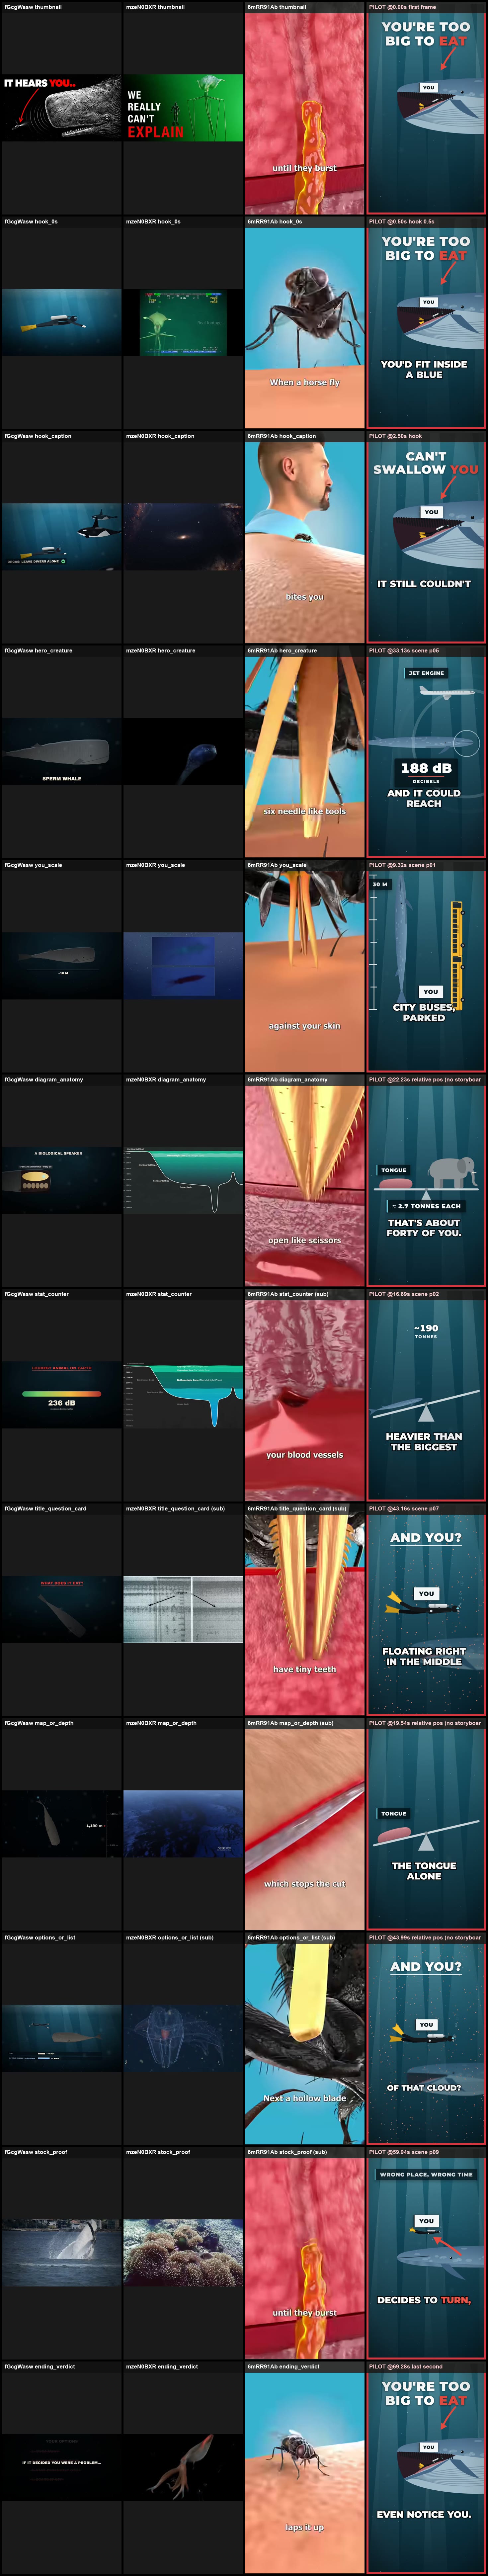 fGcgWasw thumbnail
mzeN0BXR thumbnail
6mRR91Ab thumbnail
PILOT @0.00s first frame
IT HEARS YOU..
WE
REALLY
CAN'T
EXPLAIN
until they burst
YOU'RE TOO
BIG TO EAT
YOU
fGcgWasw hook_0s
mzeN0BXR hook_0s
6mRR91Ab hook_0s
PILOT @0.50s hook 0.5s
When a horse fly
YOU'RE TOO
BIG TO EAT
YOU
YOU'D FIT INSIDE
A BLUE
fGcgWasw hook_caption
mzeN0BXR hook_caption
6mRR91Ab hook_caption
PILOT @2.50s hook
bites you
CAN'T
SWALLOW YOU
YOU
IT STILL COULDN'T
fGcgWasw hero_creature
mzeN0BXR hero_creature
6mRR91Ab hero_creature
PILOT @33.13s scene p05
SPERM WHALE
six needle like tools
JET ENGINE
188 dB
DECIBELS
AND IT COULD
REACH
fGcgWasw you_scale
mzeN0BXR you_scale
6mRR91Ab you_scale
PILOT @9.32s scene p01
against your skin
30 M
YOU
CITY BUSES,
PARKED
fGcgWasw diagram_anatomy
mzeN0BXR diagram_anatomy
6mRR91Ab diagram_anatomy
PILOT @22.23s relative pos (no storyboar
A BIOLOGICAL SPEAKER
open like scissors
TONGUE
= 2.7 TONNES EACH
THAT'S ABOUT
FORTY OF YOU.
fGcgWasw stat_counter
mzeN0BXR stat_counter
6mRR91Ab stat_counter (sub)
PILOT @16.69s scene p02
LOUDEST ANIMAL ON EARTH
236 dB
your blood vessels
~190
TONNES
HEAVIER THAN
THE BIGGEST
fGcgWasw title_question_card
mzeN0BXR title_question_card (sub)
6mRR91Ab title_question_card (sub)
PILOT @43.16s scene p07
WHAT DOES IT EAT?
have tiny teeth
AND YOU?
YOU
FLOATING RIGHT
IN THE MIDDLE
fGcgWasw map_or_depth
mzeN0BXR map_or_depth
6mRR91Ab map_or_depth (sub)
PILOT @19.54s relative pos (no storyboar
1,190 m
which stops the cut
TONGUE
THE TONGUE
ALONE
fGcgWasw options_or_list
mzeN0BXR options_or_list (sub)
6mRR91Ab options_or_list (sub)
PILOT @43.99s relative pos (no storyboar
Next a hollow blade
AND YOU?
YOU
OF THAT CLOUD?
fGcgWasw stock_proof
mzeN0BXR stock_proof
6mRR91Ab stock_proof (sub)
PILOT @59.94s scene p09
until they burst
WRONG PLACE, WRONG TIME
YOU
DECIDES TO TURN,
fGcgWasw ending_verdict
mzeN0BXR ending_verdict
6mRR91Ab ending_verdict
PILOT @69.28s last second
IF IT DECIDED YOU WERE A PROBLEM...
laps it up
YOU'RE TOO
BIG TO EAT
YOU
EVEN NOTICE YOU.